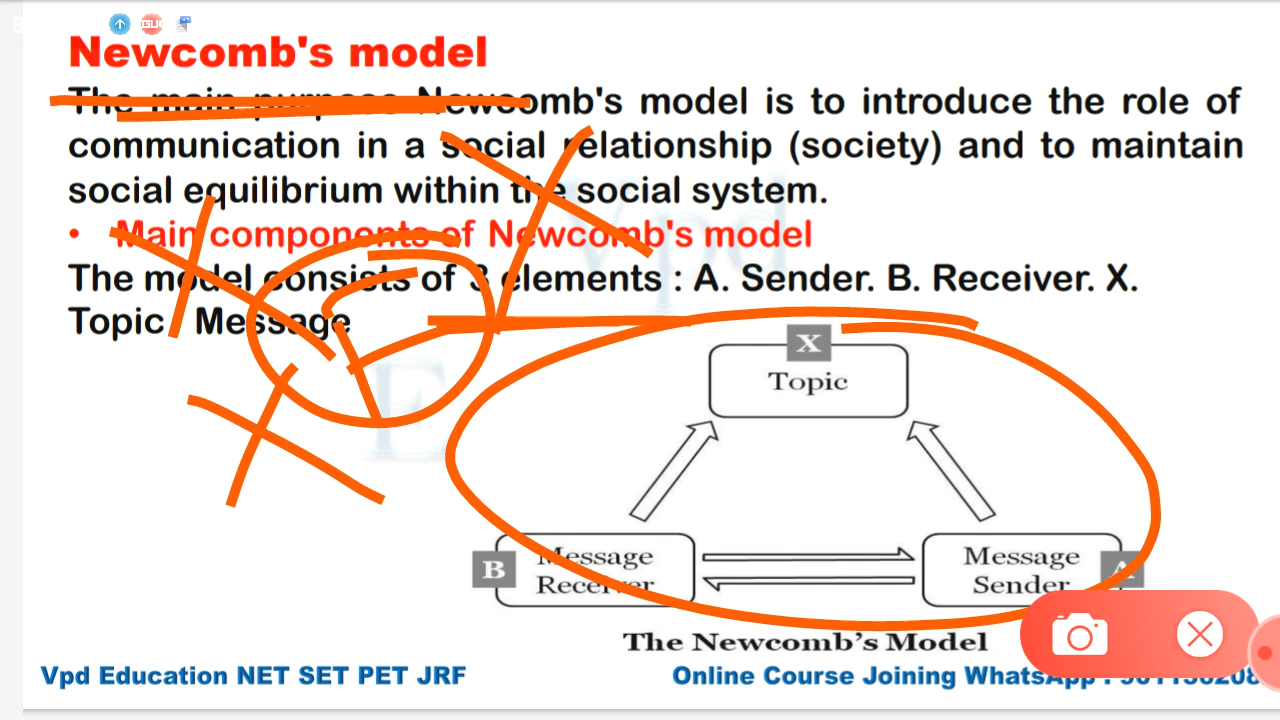 Newcomb's model
The main purpose Newcomb's model is to introduce the role of
communication in a social relationship (society) and to maintain
social equilibrium within the social system.
• Main components of Newcomb's model
The model consists of 3 elements : A. Sender. B. Receiver. X.
Topic Message
X
Topic
B
Message
Receiver
Message
Sender
A
The Newcomb's Model
Vpd Education NET SET PET JRF
Online Course Joining WhatsApp :
Vpd
E